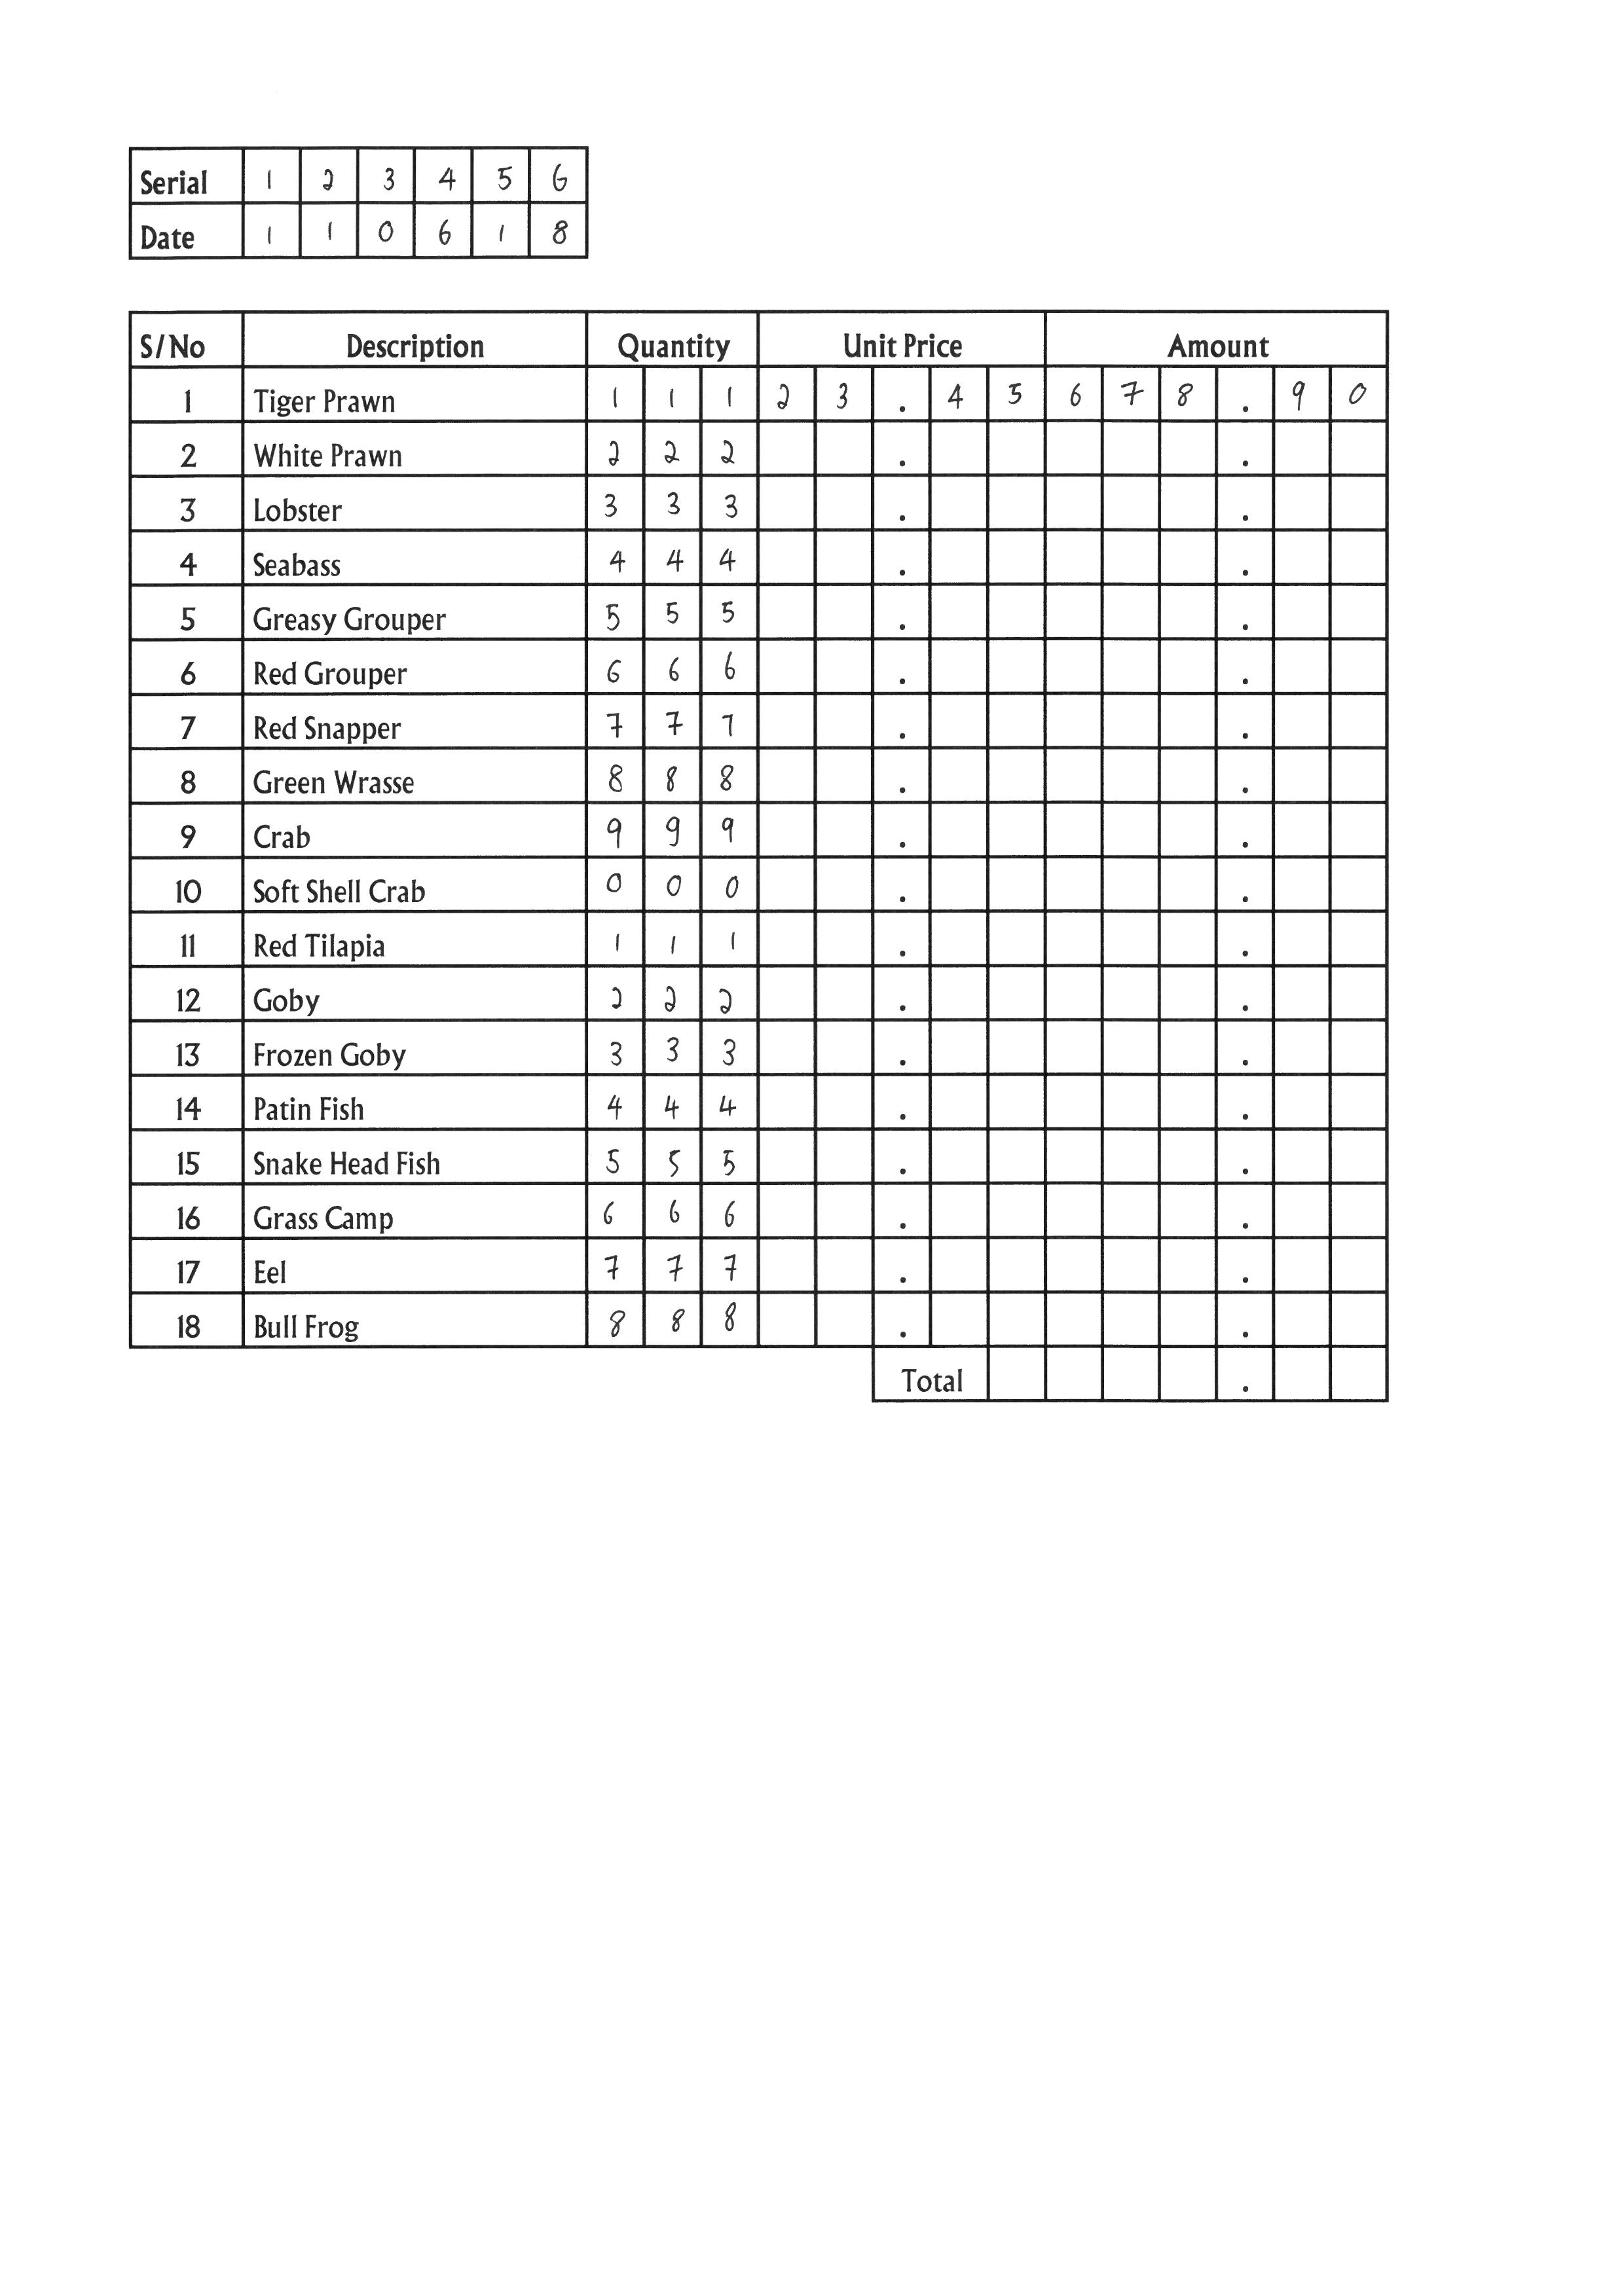 Serial 1 2 3 4 5 6
Date 1 1 0 6 1 8
S/No Description Quantity Unit Price Amount
1 Tiger Prawn 1 1 1 2 3 . 4 5 6 7 8 . 9 0
2 White Prawn 2 2 2 . .
3 Lobster 3 3 3 . .
4 Seabass 4 4 4 . .
5 Greasy Grouper 5 5 5 . .
6 Red Grouper 6 6 6 . .
7 Red Snapper 7 7 7 . .
8 Green Wrasse 8 8 8 . .
9 Crab 9 9 9 . .
10 Soft Shell Crab 0 0 0 . .
11 Red Tilapia 1 1 1 . .
12 Goby 2 2 2 . .
13 Frozen Goby 3 3 3 . .
14 Patin Fish 4 4 4 . .
15 Snake Head Fish 5 5 5 . .
16 Grass Camp 6 6 6 . .
17 Eel 7 7 7 . .
18 Bull Frog 8 8 8 . .
Total .